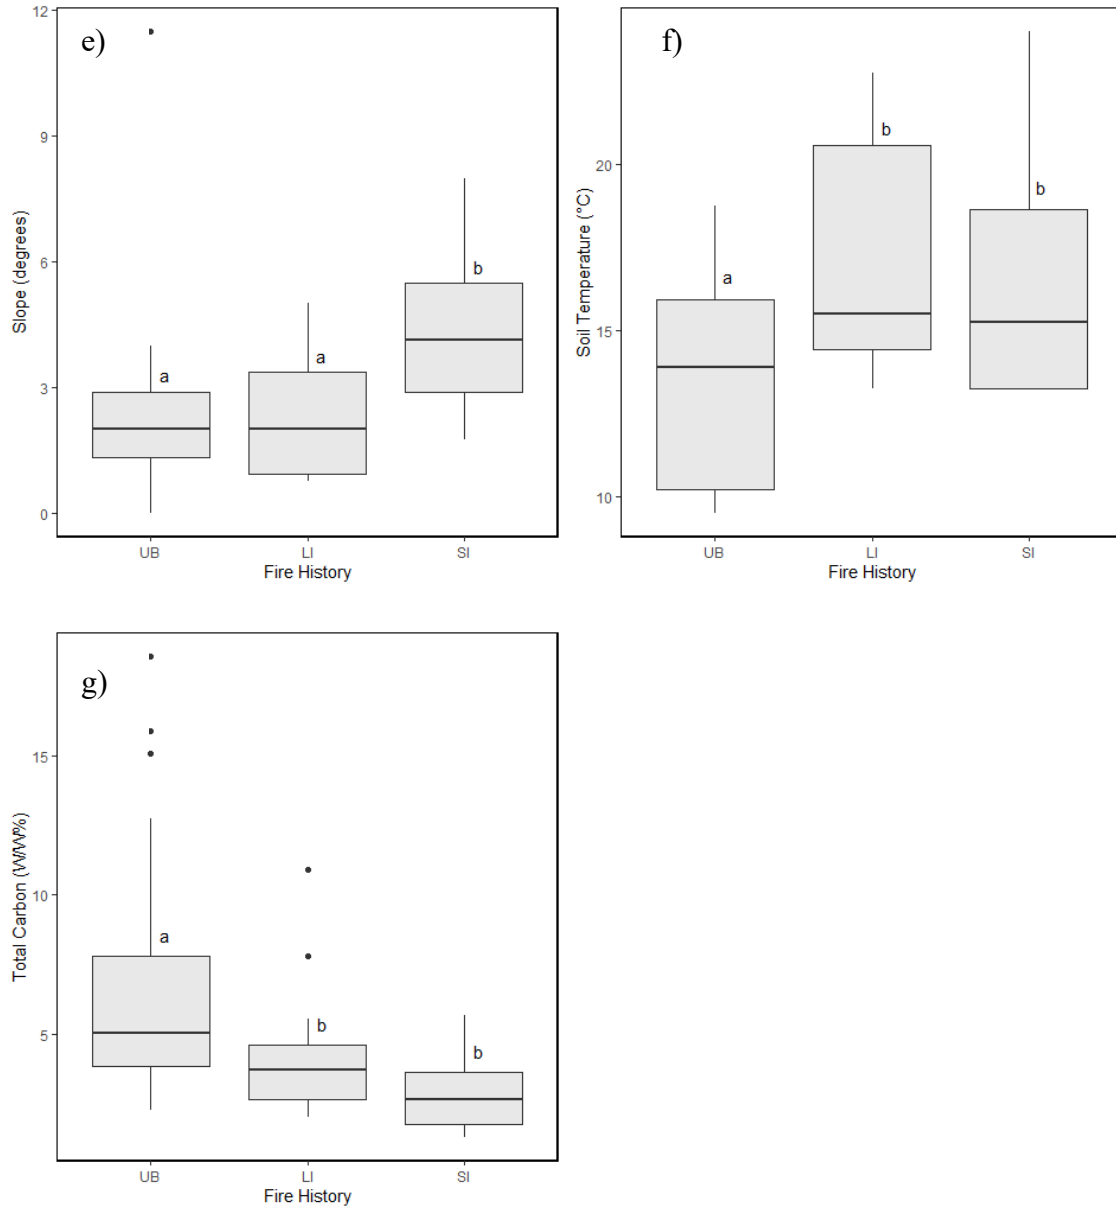 e)
Slope (degrees)
12
9
6
3
0
a
a
b
UB
LI
SI
Fire History
f)
Soil Temperature (°C)
20
15
10
a
b
b
UB
LI
SI
Fire History
g)
Total Carbon (W/W%)
15
10
5
a
b
b
UB
LI
SI
Fire History